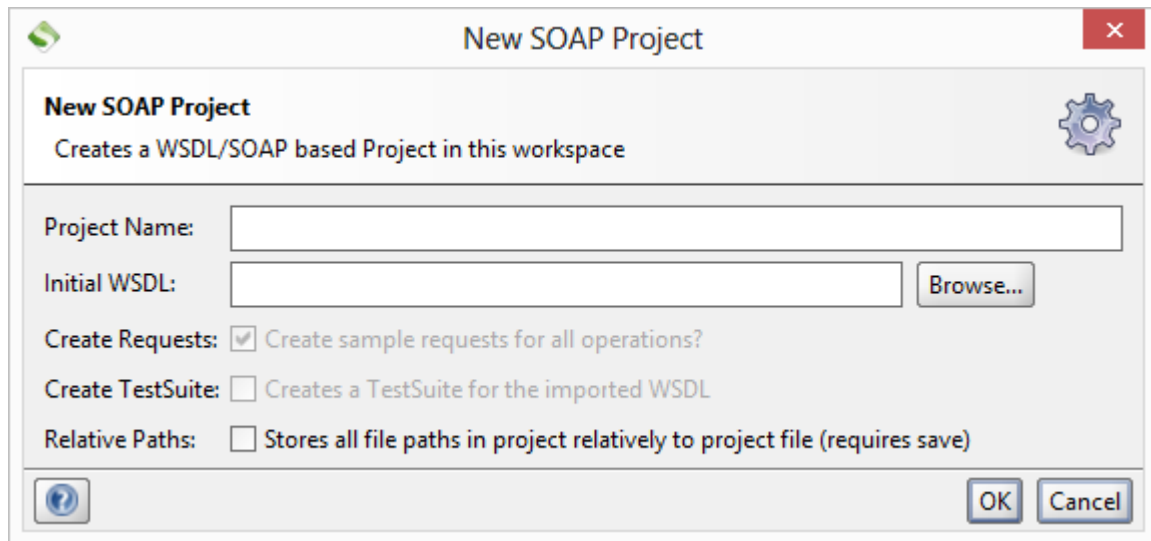 New SOAP Project
New SOAP Project
Creates a WSDL/SOAP based Project in this workspace
Project Name:
Initial WSDL: Browse...
Create Requests: Create sample requests for all operations?
Create TestSuite: Creates a TestSuite for the imported WSDL
Relative Paths: Stores all file paths in project relatively to project file (requires save)
? OK Cancel